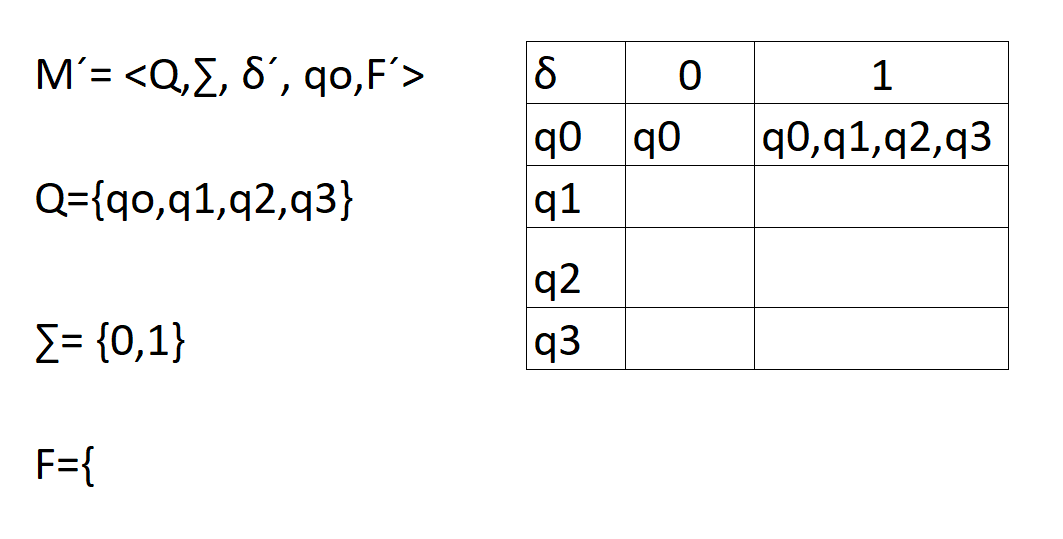 M´= <Q,∑, δ´, qo,F´>
Q={qo,q1,q2,q3}
∑= {0,1}
F={
δ 0 1
q0 q0 q0,q1,q2,q3
q1
q2
q3